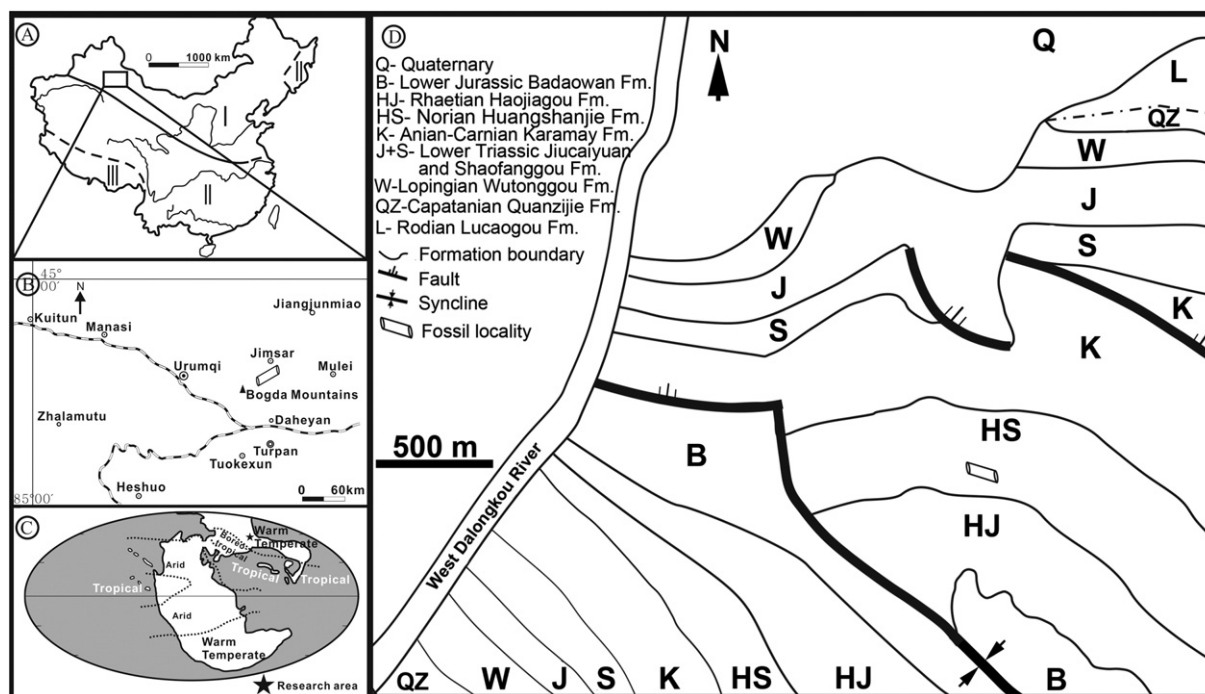 A
0 1000 km
I
II
III
II
B
45°
00'
N
Jiangjunmiao
Kuitun
Manasi
Jimsar
Urumqi
Mulei
Bogda Mountains
Zhalamutu
Daheyan
Turpan
Tuokexun
Heshuo
0 60km
85°00'
C
Warm
Temperate
Boreo
tropical
Arid
Tropical
Tropical
Tropical
Arid
Warm
Temperate
Research area
D
Q- Quaternary
B- Lower Jurassic Badaowan Fm.
HJ- Rhaetian Haojiagou Fm.
HS- Norian Huangshanjie Fm.
K- Anian-Carnian Karamay Fm.
J+S- Lower Triassic Jiucaiyuan
and Shaofanggou Fm.
W-Lopingian Wutonggou Fm.
QZ-Capatanian Quanzijie Fm.
L- Rodian Lucaogou Fm.
Formation boundary
Fault
Syncline
Fossil locality
500 m
N
Q
L
QZ
W
J
S
K
W
J
S
K
HS
B
HJ
West Dalongkou River
QZ W J S K HS HJ B